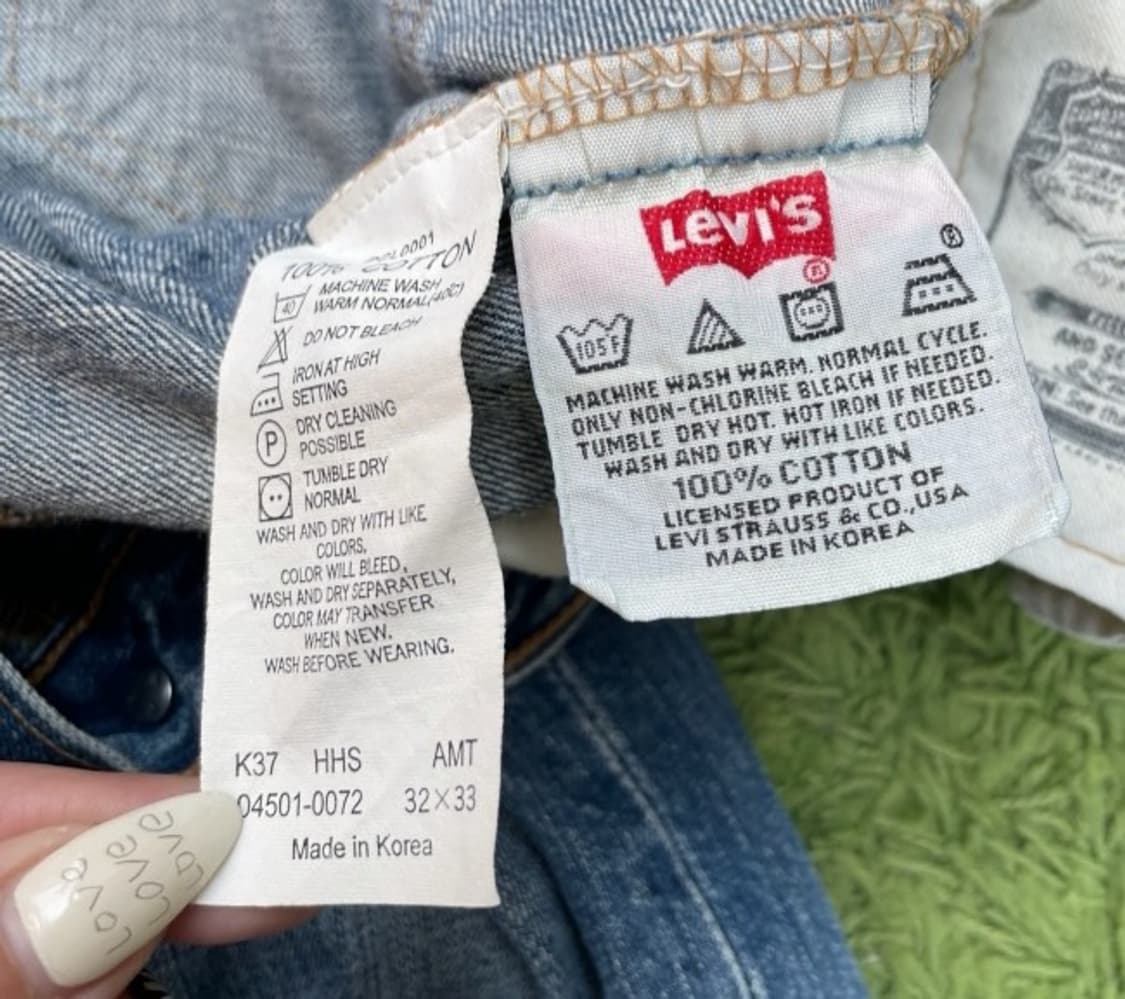 100% COTTON
MACHINE WASH
WARM NORMAL(40C)
40
DO NOT BLEACH
IRON AT HIGH
SETTING
P
DRY CLEANING
POSSIBLE
TUMBLE DRY
NORMAL
WASH AND DRY WITH LIKE
COLORS.
COLOR WILL BLEED,
WASH AND DRY SEPARATELY,
COLOR MAY TRANSFER
WHEN NEW.
WASH BEFORE WEARING.
K37 HHS AMT
04501-0072 32×33
Made in Korea
love
love
love
LEVI'S
®
®
105°F
MACHINE WASH WARM. NORMAL CYCLE.
ONLY NON-CHLORINE BLEACH IF NEEDED.
TUMBLE DRY HOT. HOT IRON IF NEEDED.
WASH AND DRY WITH LIKE COLORS.
100% COTTON
LICENSED PRODUCT OF
LEVI STRAUSS & CO.,USA
MADE IN KOREA
AND